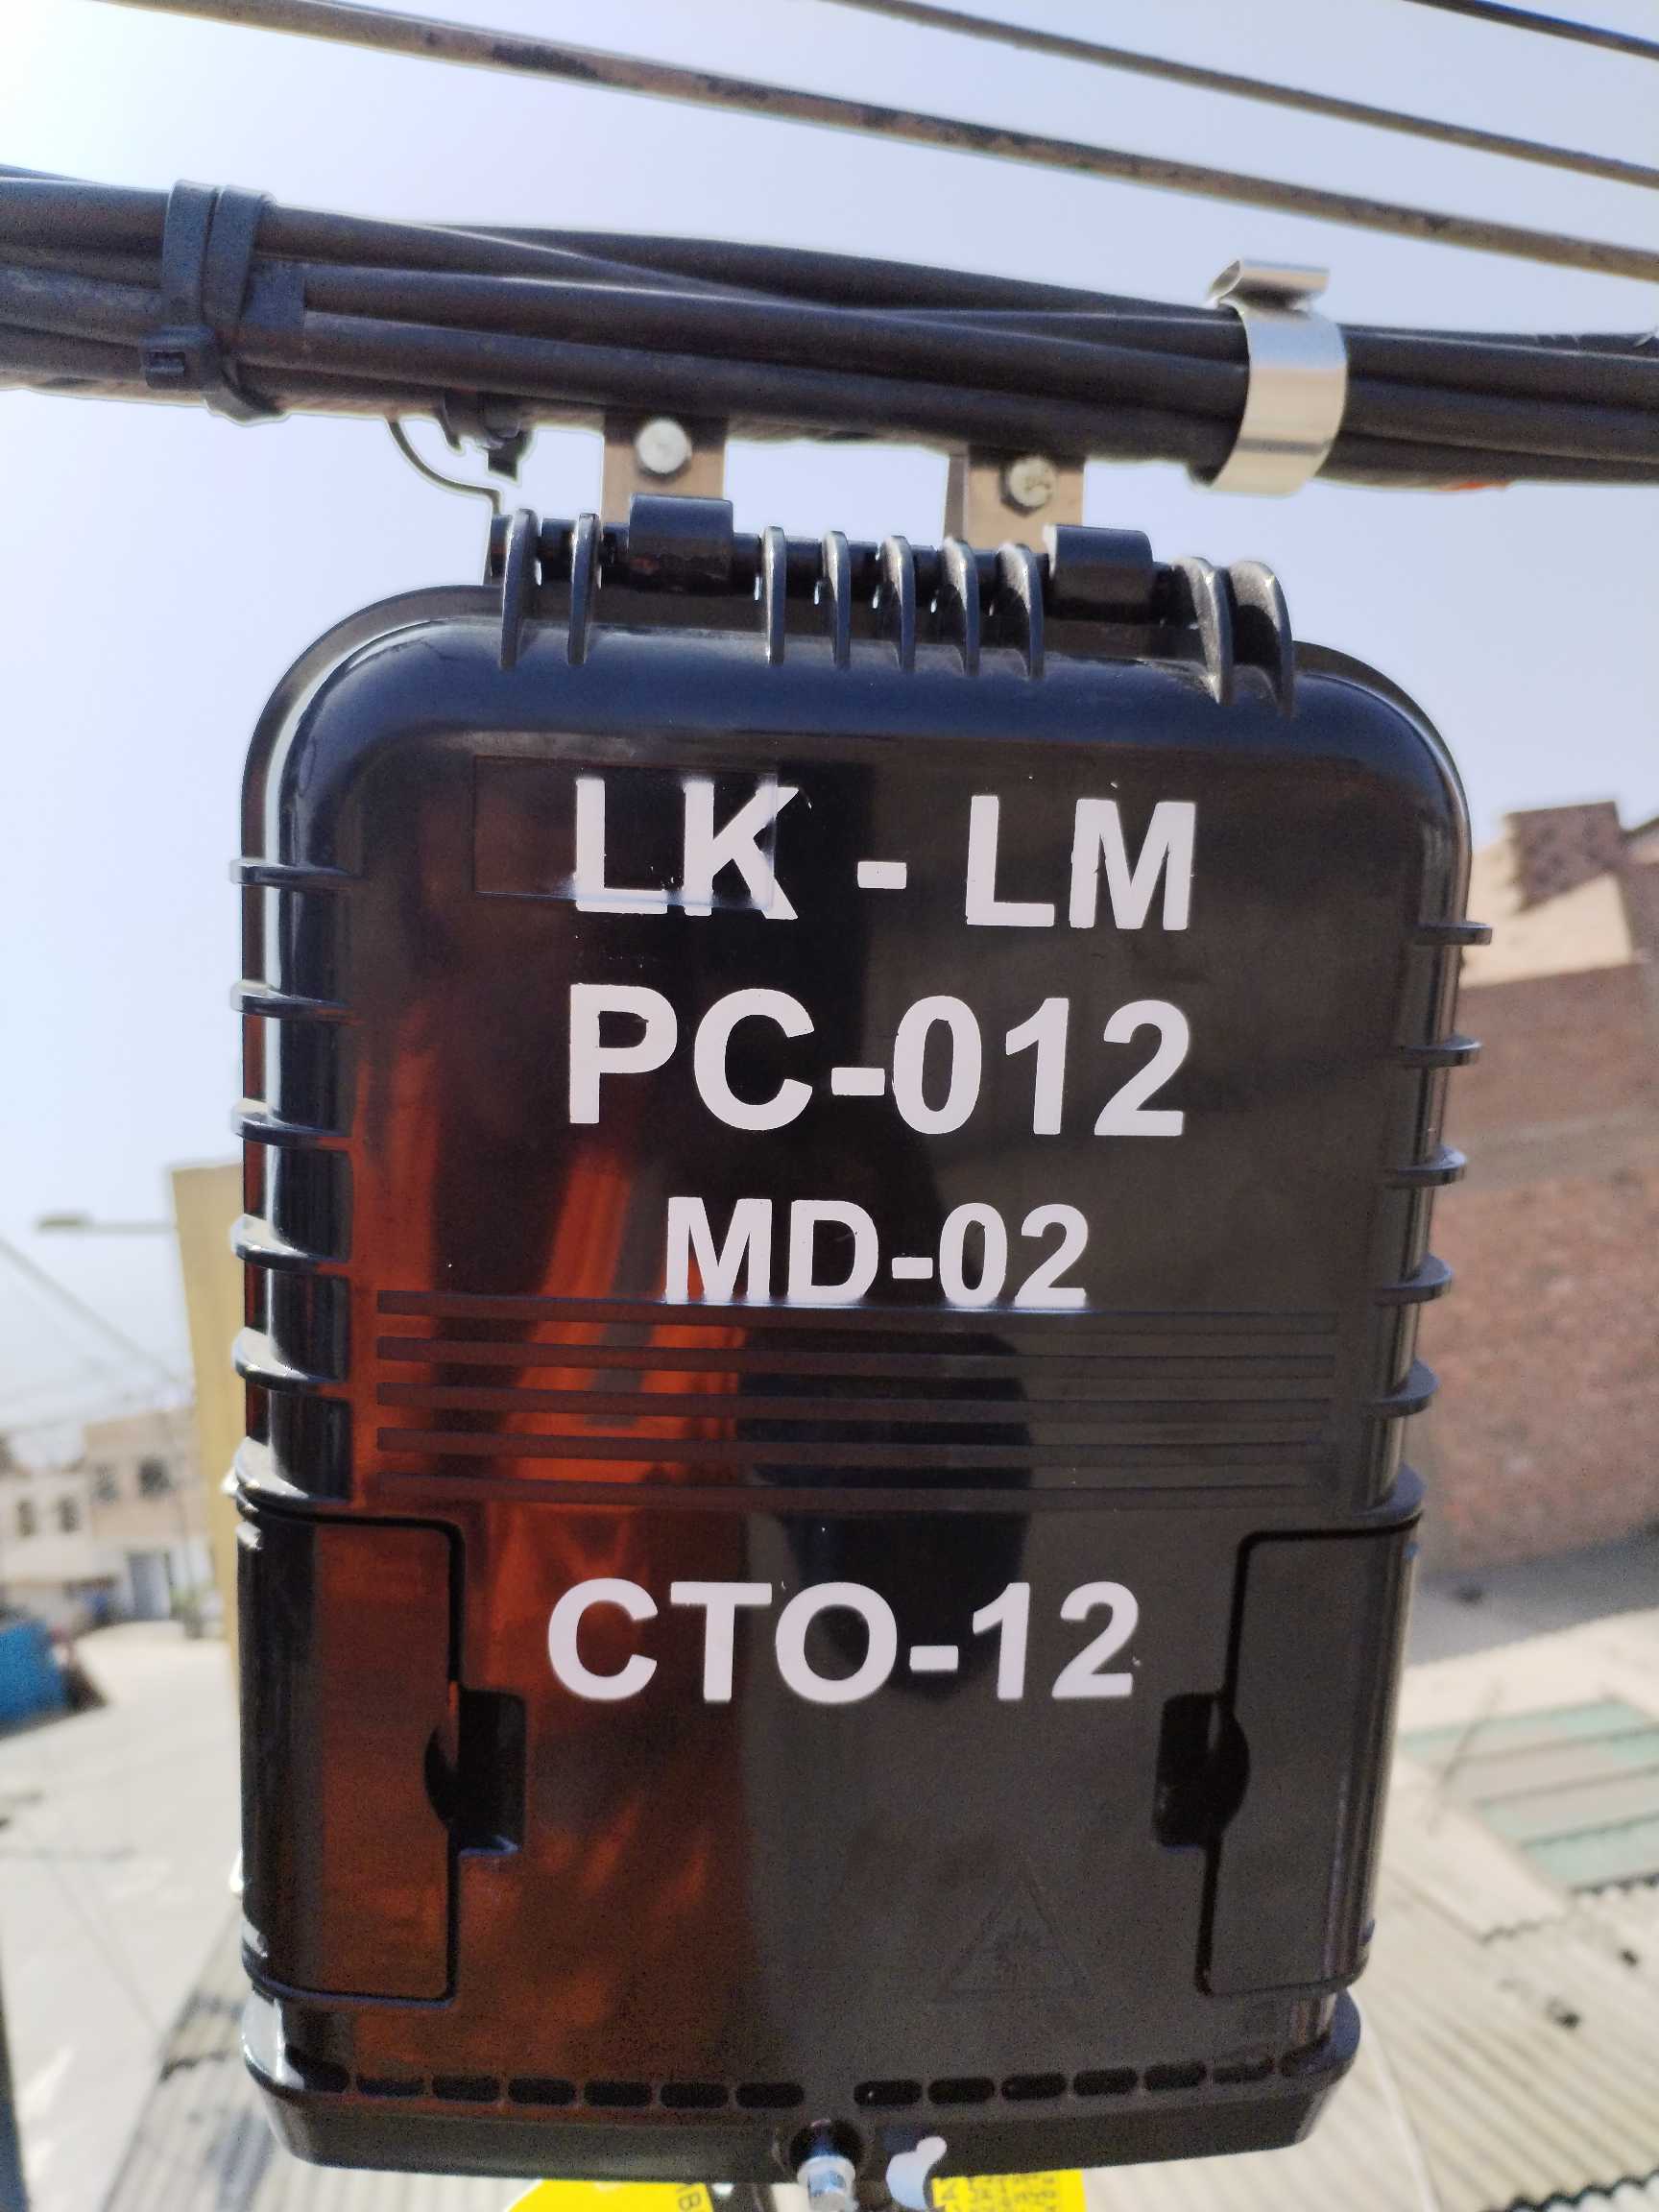 LK - LM
PC-012
MD-02
CTO-12